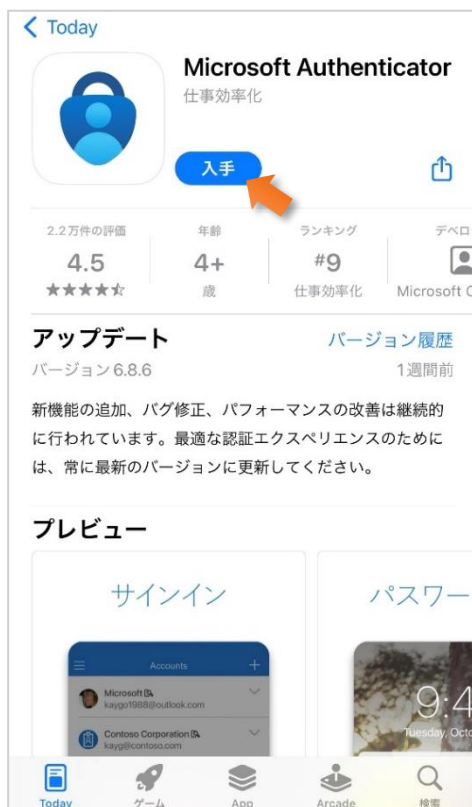 Today
Microsoft Authenticator
仕事効率化
入手
2.2万件の評価 年齢 ランキング デベロ
4.5 4+ #9
★★★★☆ 歳 仕事効率化 Microsoft C
アップデート バージョン履歴
バージョン 6.8.6 1週間前
新機能の追加、バグ修正、パフォーマンスの改善は継続的
に行われています。最適な認証エクスペリエンスのために
は、常に最新のバージョンに更新してください。
プレビュー
サインイン パスワー
Accounts
Microsoft
kaygo1988@outlook.com
Contoso Corporation
kayg@contoso.com
9:4
Tuesday, Octo
Today ゲーム App Arcade 検索